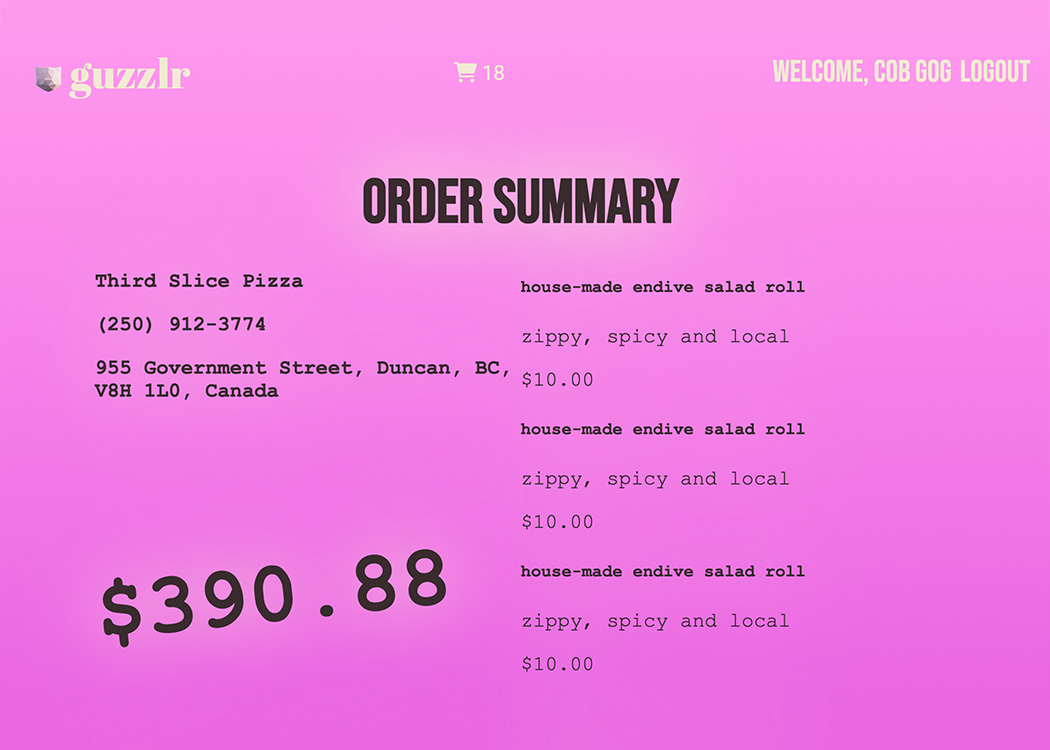 guzzlr
18
WELCOME, COB GOG LOGOUT
ORDER SUMMARY
Third Slice Pizza
(250) 912-3774
955 Government Street, Duncan, BC,
V8H 1L0, Canada
$390.88
house-made endive salad roll
zippy, spicy and local
$10.00
house-made endive salad roll
zippy, spicy and local
$10.00
house-made endive salad roll
zippy, spicy and local
$10.00